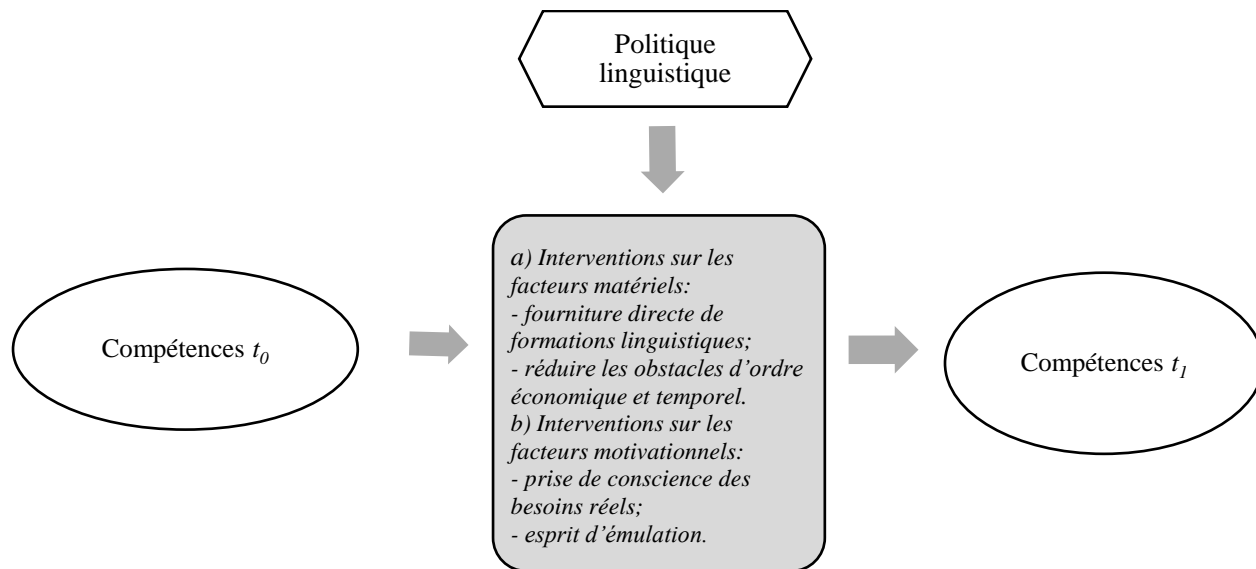 Politique
linguistique
a) Interventions sur les
facteurs matériels:
- fourniture directe de
formations linguistiques;
- réduire les obstacles d’ordre
économique et temporel.
b) Interventions sur les
facteurs motivationnels:
- prise de conscience des
besoins réels;
- esprit d’émulation.
Compétences t0
Compétences t1